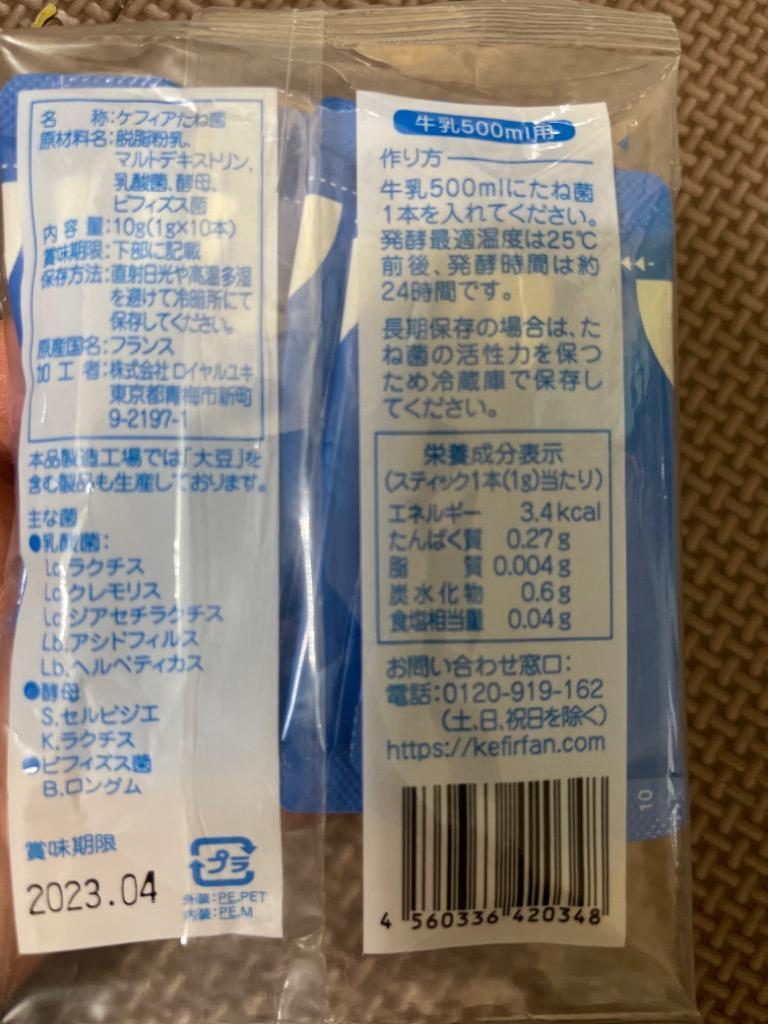 名　称:ケフィアたね菌
原材料名:脱脂粉乳、
マルトデキストリン、
乳酸菌、酵母、
ビフィズス菌
内容量:10g(1g×10本)
賞味期限:下部に記載
保存方法:直射日光や高温多湿
を避けて冷暗所にて
保存してください。
原産国名:フランス
加工者:株式会社ロイヤルユキ
東京都青梅市新町
9-2197-1
本品製造工場では「大豆」を
含む製品も生産しております。
主な菌
●乳酸菌:
Lc.ラクチス
Lc.クレモリス
Lc.ジアセチラクチス
Lb.アシドフィルス
Lb.ヘルベティカス
●酵母
S.セルビジエ
K.ラクチス
●ビフィズス菌
B.ロングム
賞味期限
2023.04
プラ
外装:PE,PET
内装:PE,M
牛乳500ml用
作り方
牛乳500mlにたね菌
1本を入れてください。
発酵最適温度は25℃
前後、発酵時間は約
24時間です。
長期保存の場合は、た
ね菌の活性力を保つ
ため冷蔵庫で保存し
てください。
栄養成分表示
(スティック1本(1g)当たり)
エネルギー 3.4kcal
たんぱく質 0.27g
脂質 0.004g
炭水化物 0.6g
食塩相当量 0.04g
お問い合わせ窓口:
電話:0120-919-162
(土、日、祝日を除く)
https://kefirfan.com
4 560336 420348
10